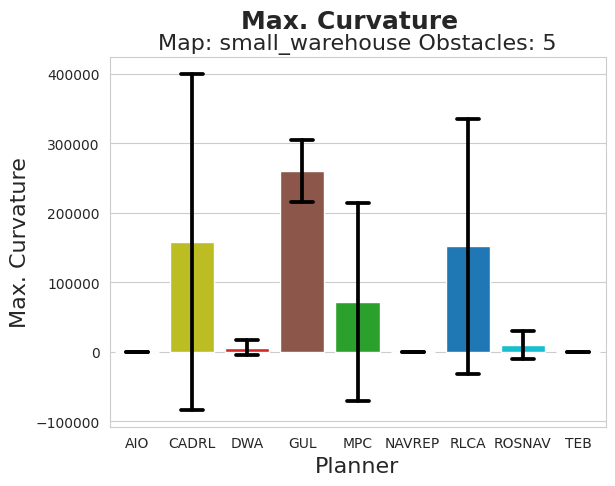 Max. Curvature
Map: small_warehouse Obstacles: 5
Max. Curvature
400000
300000
200000
100000
0
−100000
AIO CADRL DWA GUL MPC NAVREP RLCA ROSNAV TEB
Planner